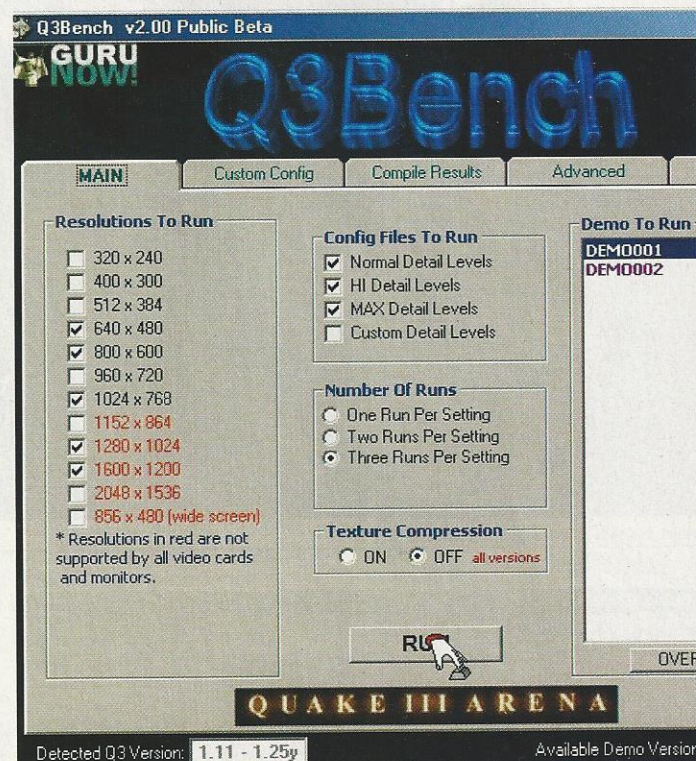 Q3Bench v2.00 Public Beta
GURU
NOW!
Q3Bench
MAIN
Custom Config
Compile Results
Advanced
Resolutions To Run
320 x 240
400 x 300
512 x 384
640 x 480
800 x 600
960 x 720
1024 x 768
1152 x 864
1280 x 1024
1600 x 1200
2048 x 1536
856 x 480 (wide screen)
* Resolutions in red are not
supported by all video cards
and monitors.
Config Files To Run
Normal Detail Levels
HI Detail Levels
MAX Detail Levels
Custom Detail Levels
Number Of Runs
One Run Per Setting
Two Runs Per Setting
Three Runs Per Setting
Texture Compression
ON OFF all versions
RUN
Demo To Run
DEMO001
DEMO002
OVER
QUAKE III ARENA
Detected Q3 Version: 1.11 - 1.25y
Available Demo Version